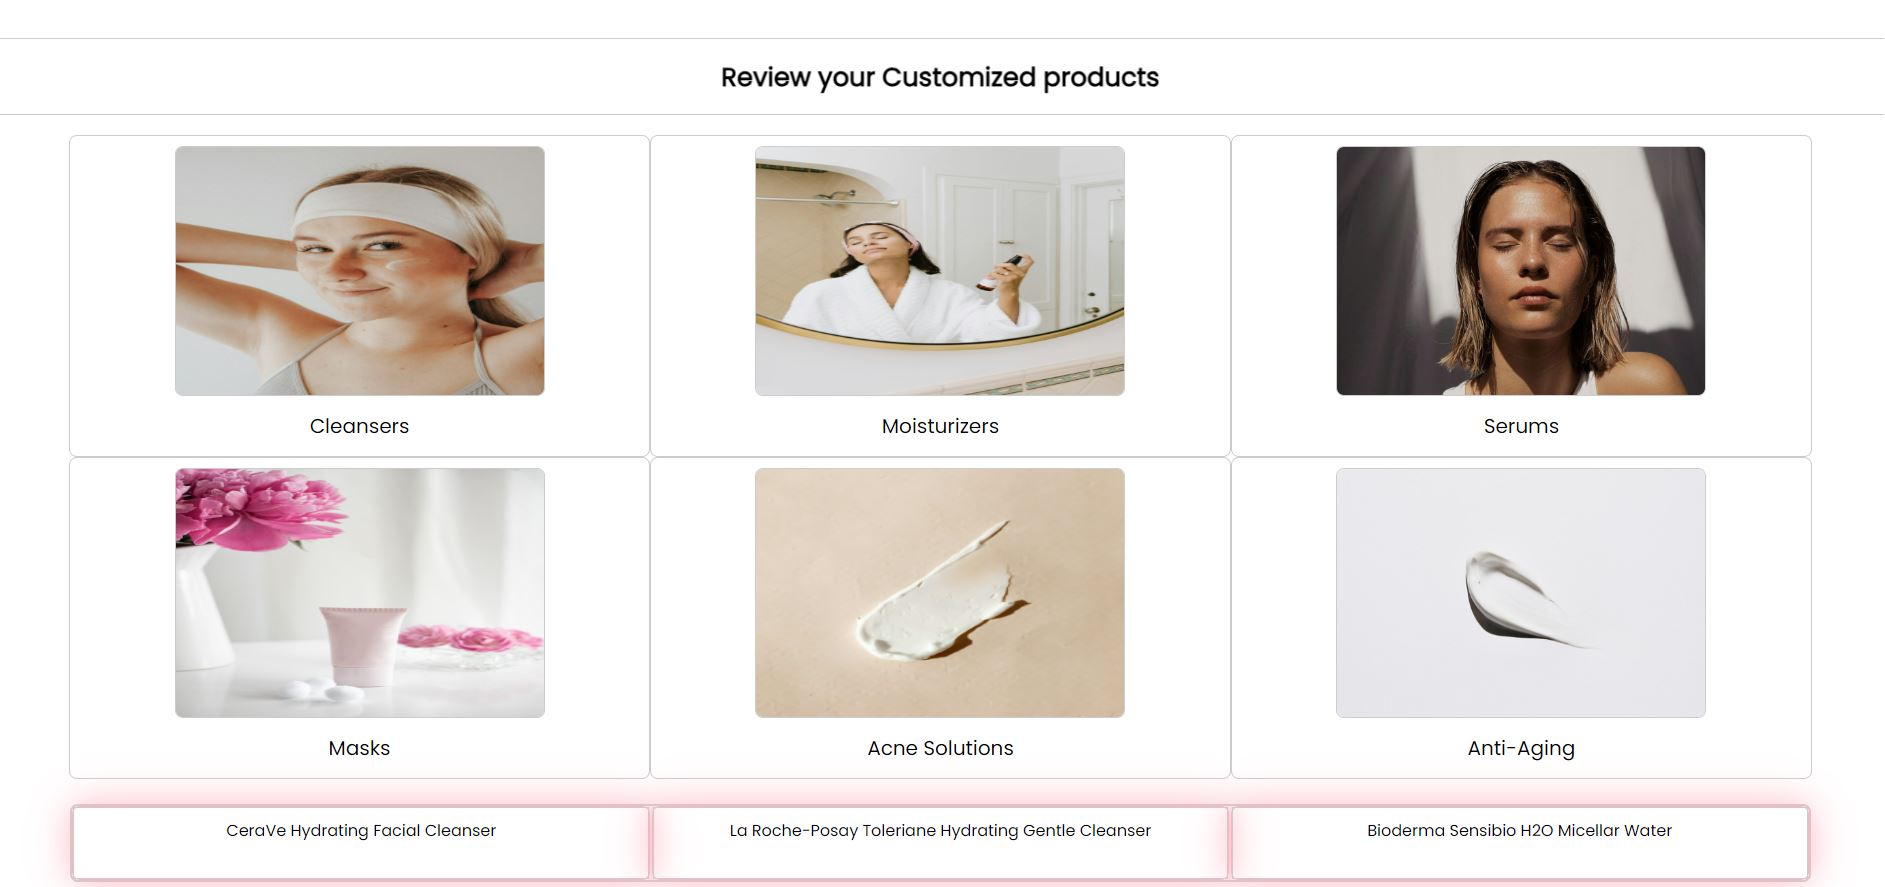 Review your Customized products
Cleansers
Moisturizers
Serums
Masks
Acne Solutions
Anti-Aging
CeraVe Hydrating Facial Cleanser
La Roche-Posay Toleriane Hydrating Gentle Cleanser
Bioderma Sensibio H2O Micellar Water